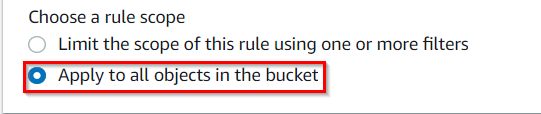 Choose a rule scope
Limit the scope of this rule using one or more filters
Apply to all objects in the bucket